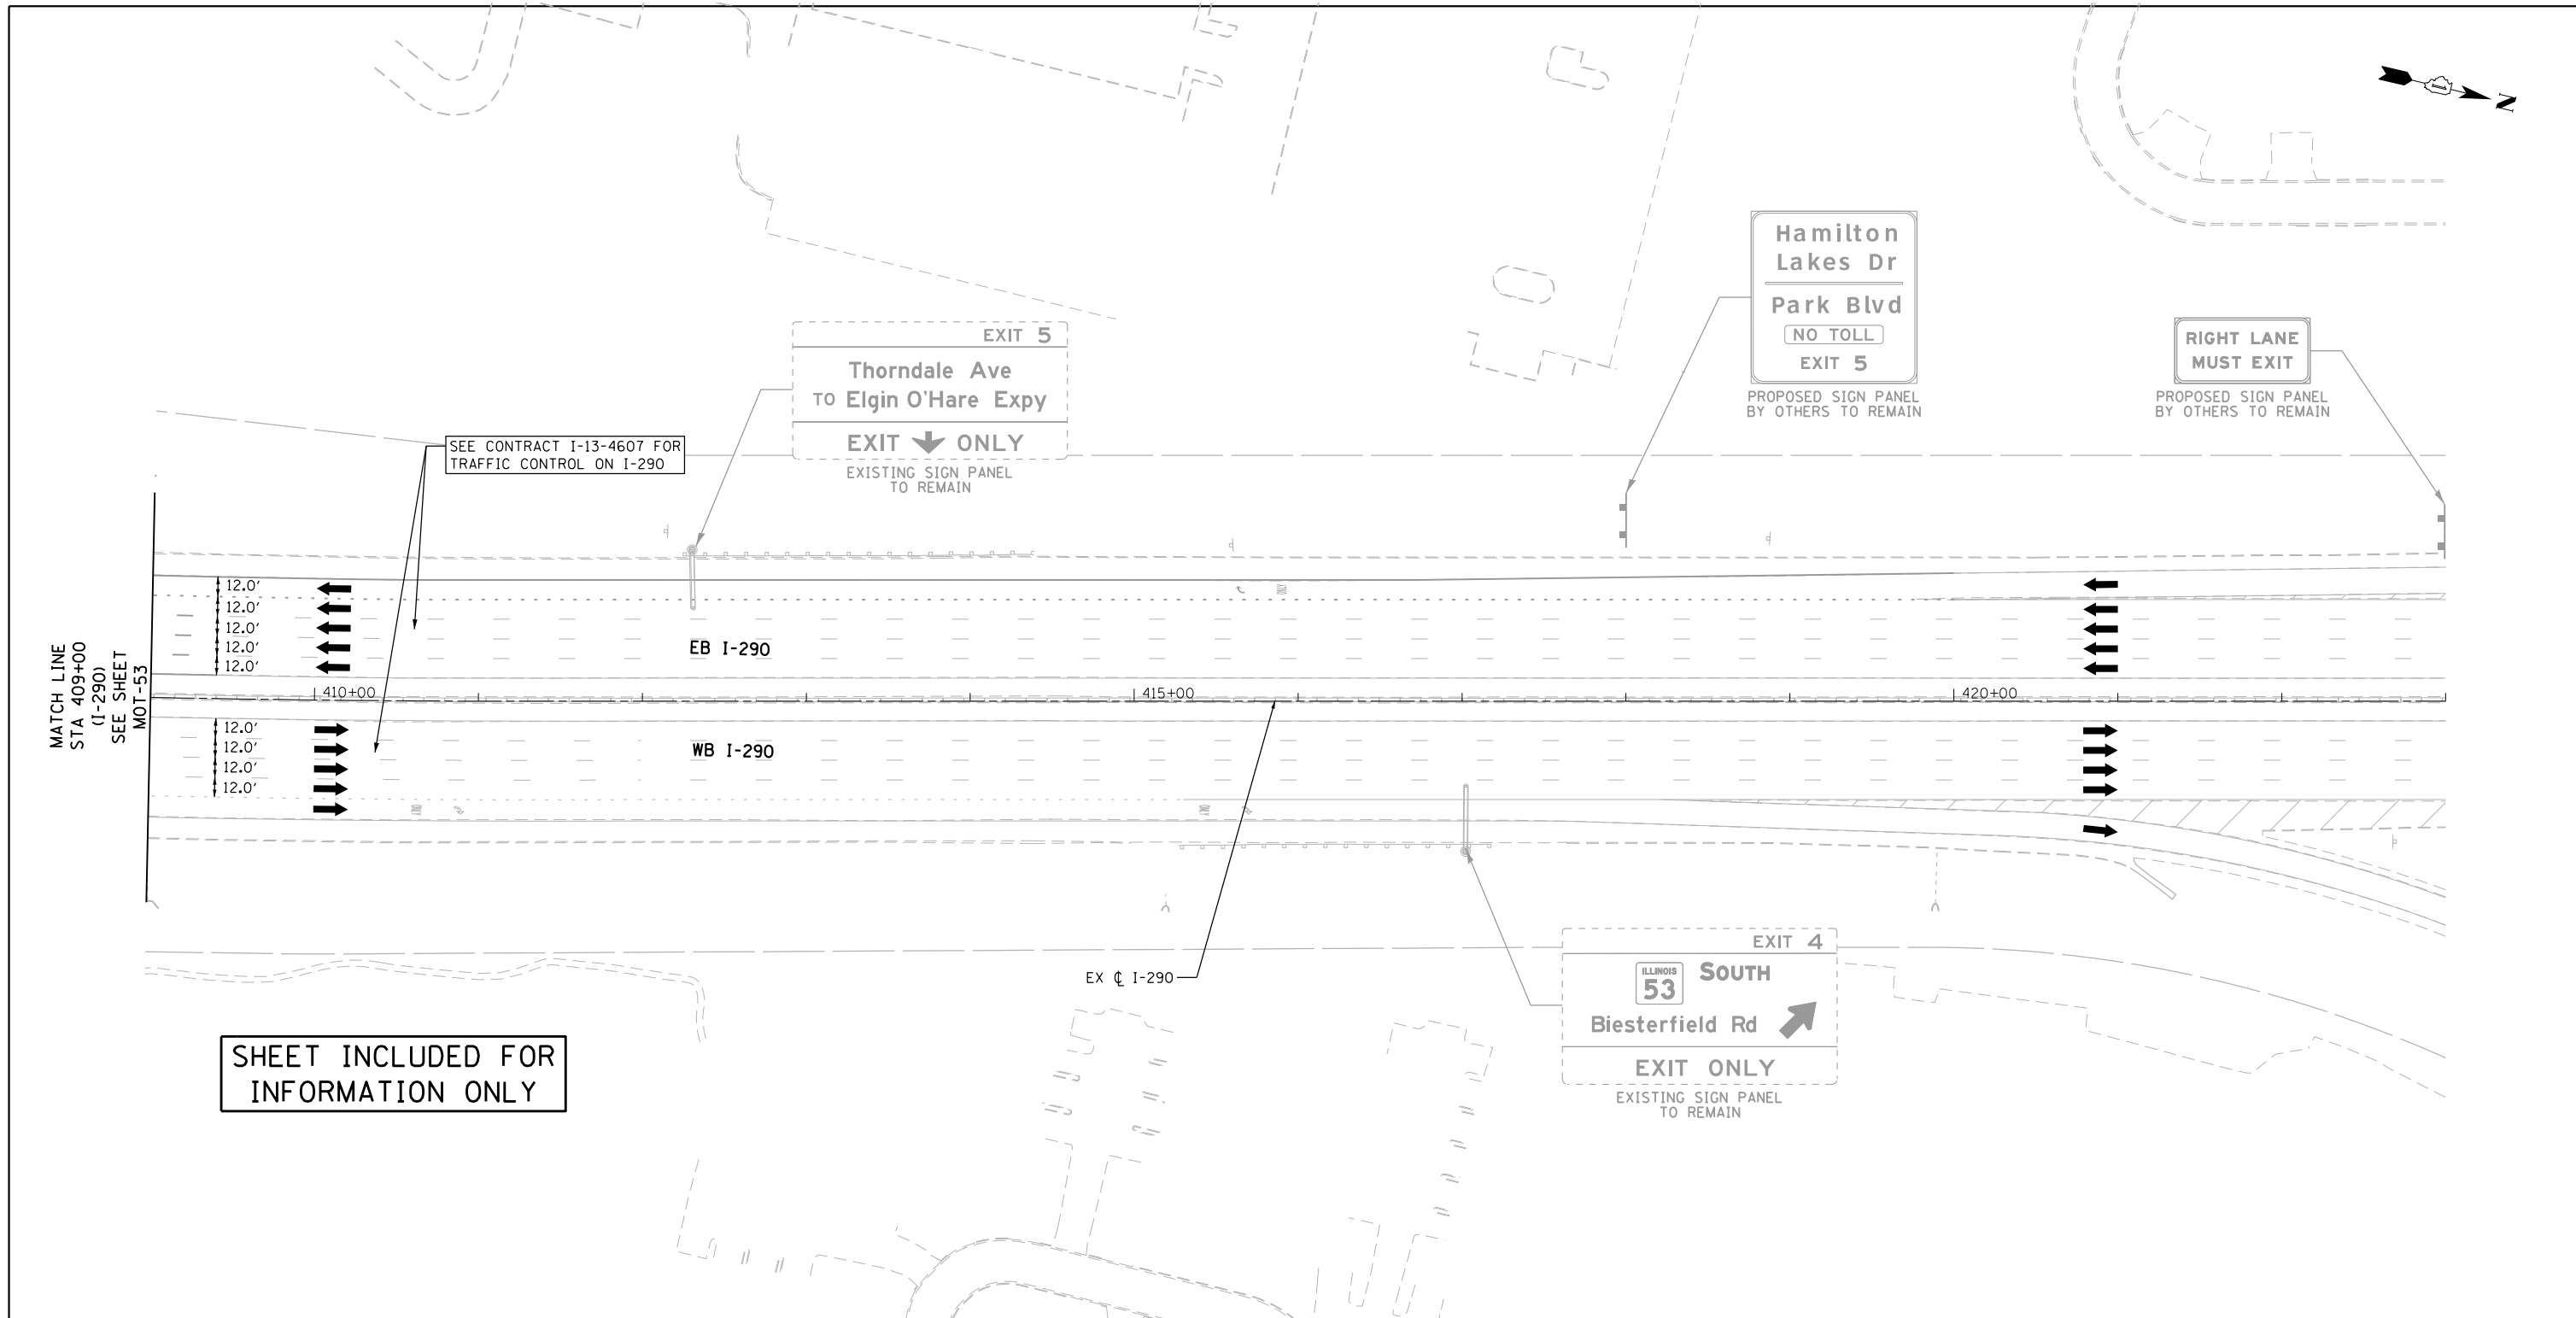 N
Hamilton
Lakes Dr
Park Blvd
NO TOLL
EXIT 5
PROPOSED SIGN PANEL
BY OTHERS TO REMAIN
RIGHT LANE
MUST EXIT
PROPOSED SIGN PANEL
BY OTHERS TO REMAIN
EXIT 5
Thorndale Ave
TO Elgin O'Hare Expy
EXIT ONLY
EXISTING SIGN PANEL
TO REMAIN
SEE CONTRACT I-13-4607 FOR
TRAFFIC CONTROL ON I-290
MATCH LINE
STA 409+00
(I-290)
SEE SHEET
MOT-53
12.0'
12.0'
12.0'
12.0'
12.0'
ONLY
EB I-290
410+00
415+00
420+00
12.0'
12.0'
12.0'
12.0'
WB I-290
ONLY
ONLY
EX ℄ I-290
EXIT 4
ILLINOIS
53
SOUTH
Biesterfield Rd
EXIT ONLY
EXISTING SIGN PANEL
TO REMAIN
SHEET INCLUDED FOR
INFORMATION ONLY